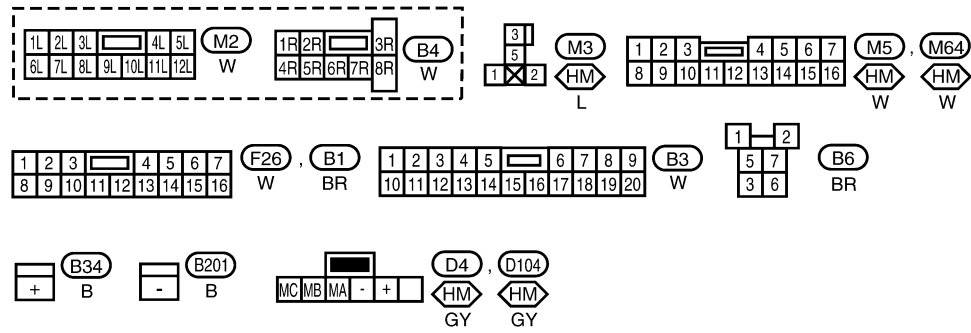 1L 2L 3L 4L 5L M2
6L 7L 8L 9L 10L 11L 12L W
1R 2R 3R B4
4R 5R 6R 7R 8R W
3 M3
5 HM
1 2 L
1 2 3 4 5 6 7 M5 , M64
8 9 10 11 12 13 14 15 16 HM HM
W W
1 2 3 4 5 6 7 F26 , B1
8 9 10 11 12 13 14 15 16 W BR
1 2 3 4 5 6 7 8 9 B3
10 11 12 13 14 15 16 17 18 19 20 W
1 2 B6
5 7 BR
3 6
B34
+ B
B201
- B
D4 , D104
MC MB MA - + HM HM
GY GY